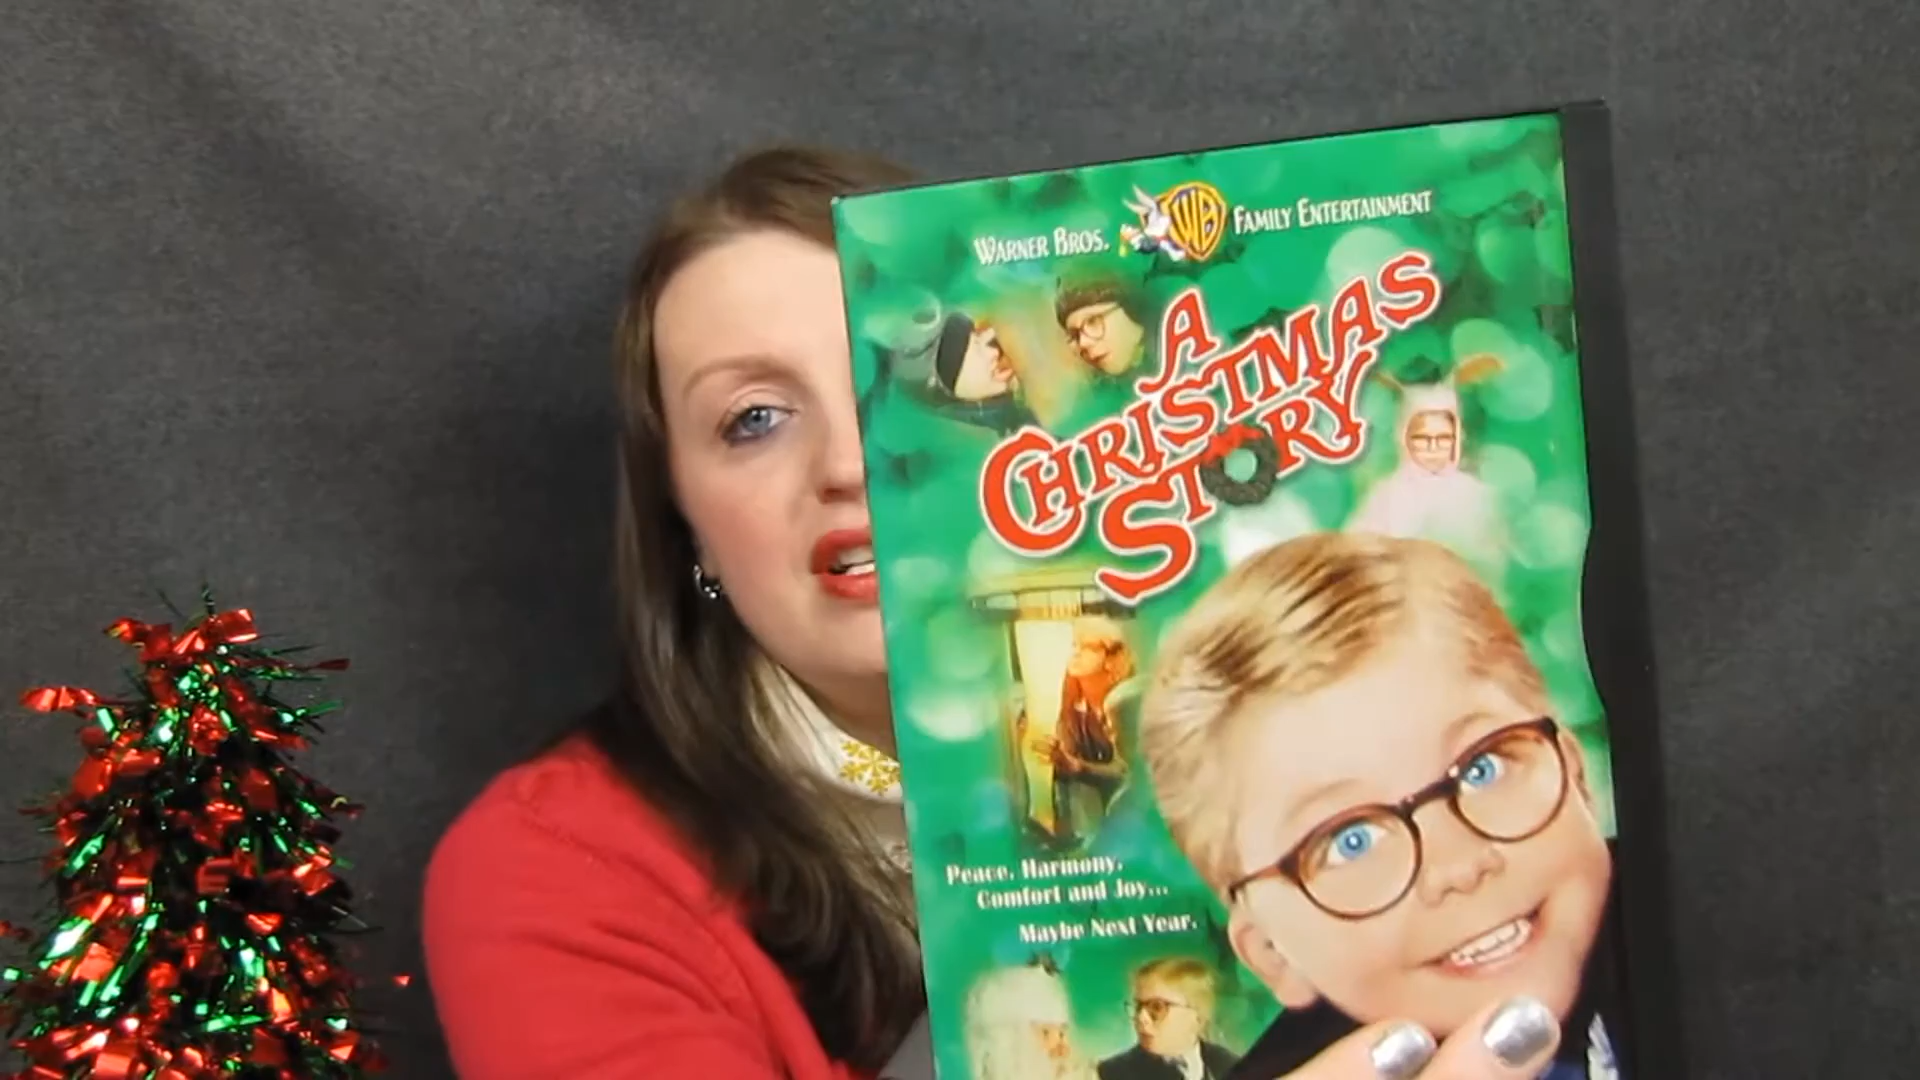 WARNER BROS. WB FAMILY ENTERTAINMENT
A
CHRISTMAS
STORY
Peace, Harmony,
Comfort and Joy...
Maybe Next Year.